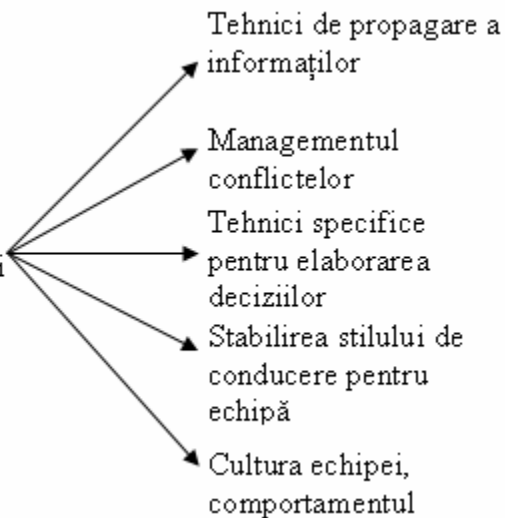 Tehnici de propagare a
informaților
Managementul
conflictelor
Tehnici specifice
pentru elaborarea
deciziilor
Stabilirea stilului de
conducere pentru
echipă
Cultura echipei,
comportamentul